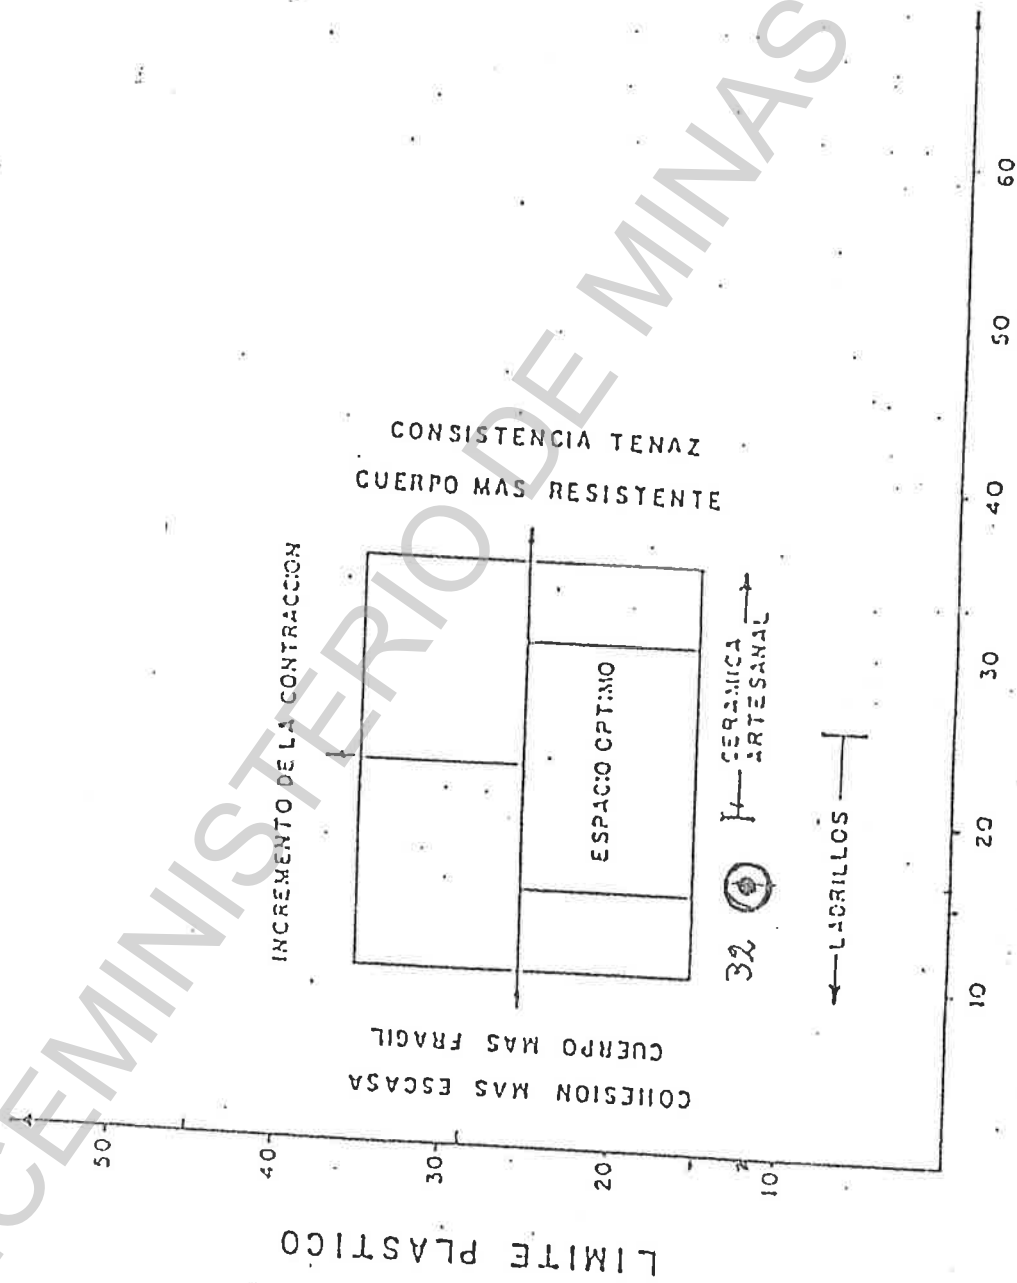 INCREMENTO DE LA CONTRACCION
CONSISTENCIA TENAZ
CUERPO MAS RESISTENTE
COHESION MAS ESCASA
CUERPO MAS FRAGIL
ESPACIO OPTIMO
32
CERAMICA
ARTESANAL
LADRILLOS
LIMITE PLASTICO
50
40
30
20
10
10
20
30
40
50
60
CEMINISTERIO DE MINAS